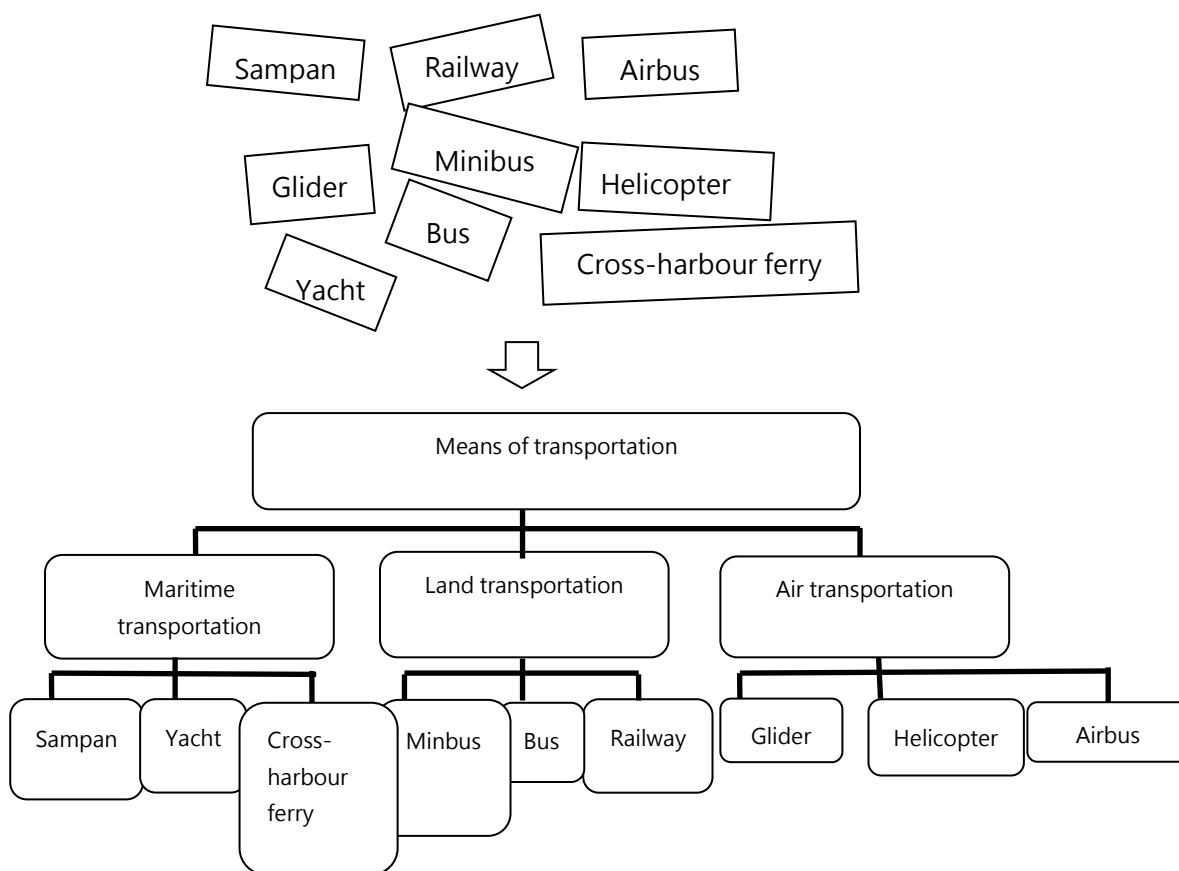 Sampan
Railway
Airbus
Glider
Minibus
Helicopter
Bus
Yacht
Cross-harbour ferry
Means of transportation
Maritime
transportation
Land transportation
Air transportation
Sampan
Yacht
Cross-
harbour
ferry
Minbus
Bus
Railway
Glider
Helicopter
Airbus